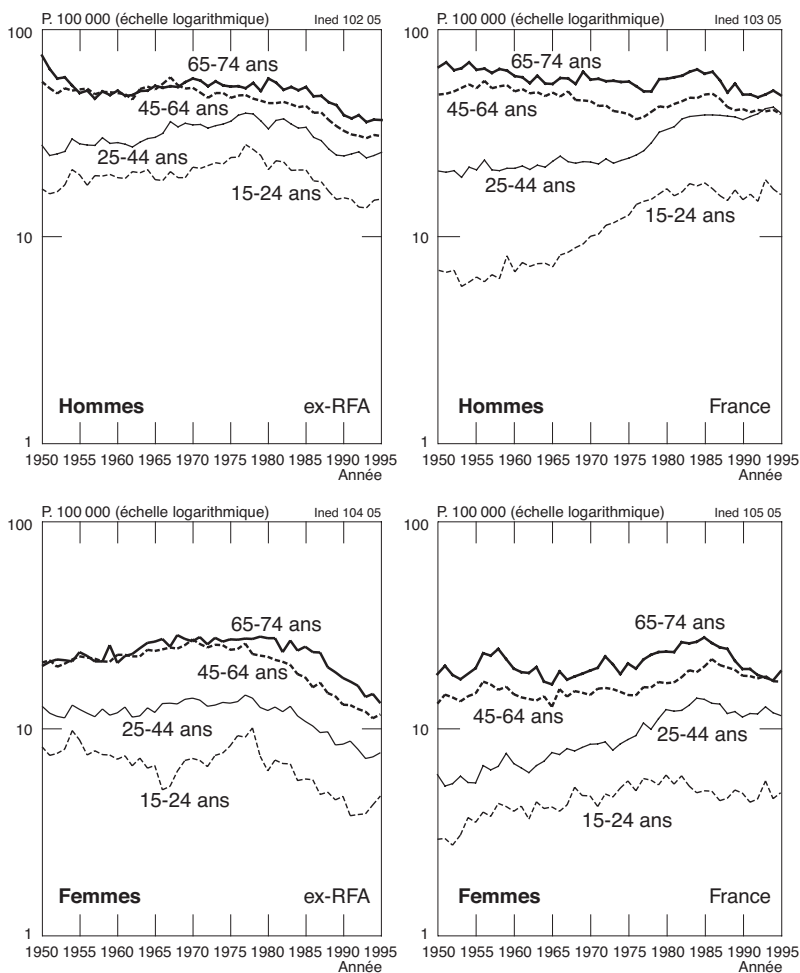 P. 100 000 (échelle logarithmique) Ined 102 05
100
65-74 ans
45-64 ans
25-44 ans
15-24 ans
10
Hommes ex-RFA
1
1950 1955 1960 1965 1970 1975 1980 1985 1990 1995
Année
P. 100 000 (échelle logarithmique) Ined 103 05
100
65-74 ans
45-64 ans
25-44 ans
15-24 ans
10
Hommes France
1
1950 1955 1960 1965 1970 1975 1980 1985 1990 1995
Année
P. 100 000 (échelle logarithmique) Ined 104 05
100
65-74 ans
45-64 ans
10
25-44 ans
15-24 ans
Femmes ex-RFA
1
1950 1955 1960 1965 1970 1975 1980 1985 1990 1995
Année
P. 100 000 (échelle logarithmique) Ined 105 05
100
65-74 ans
45-64 ans
10
25-44 ans
15-24 ans
Femmes France
1
1950 1955 1960 1965 1970 1975 1980 1985 1990 1995
Année